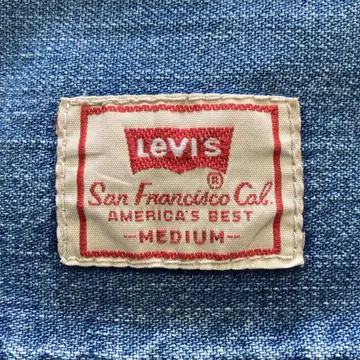 LeVI'S
®
San Francisco Cal.
AMERICA'S BEST
—MEDIUM—